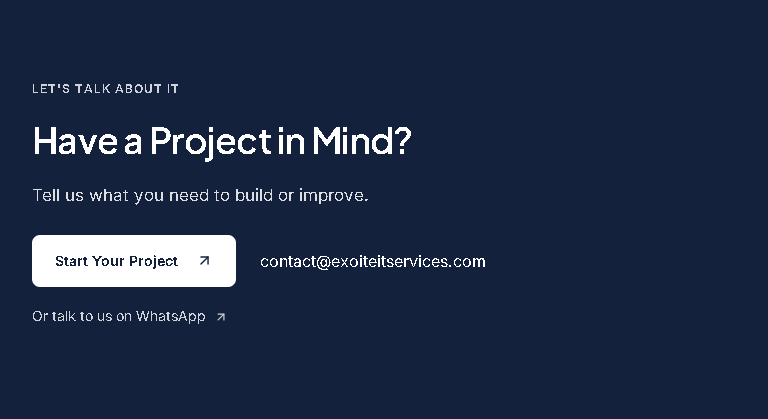 LET'S TALK ABOUT IT
Have a Project in Mind?
Tell us what you need to build or improve.
Start Your Project
contact@exoiteitservices.com
Or talk to us on WhatsApp